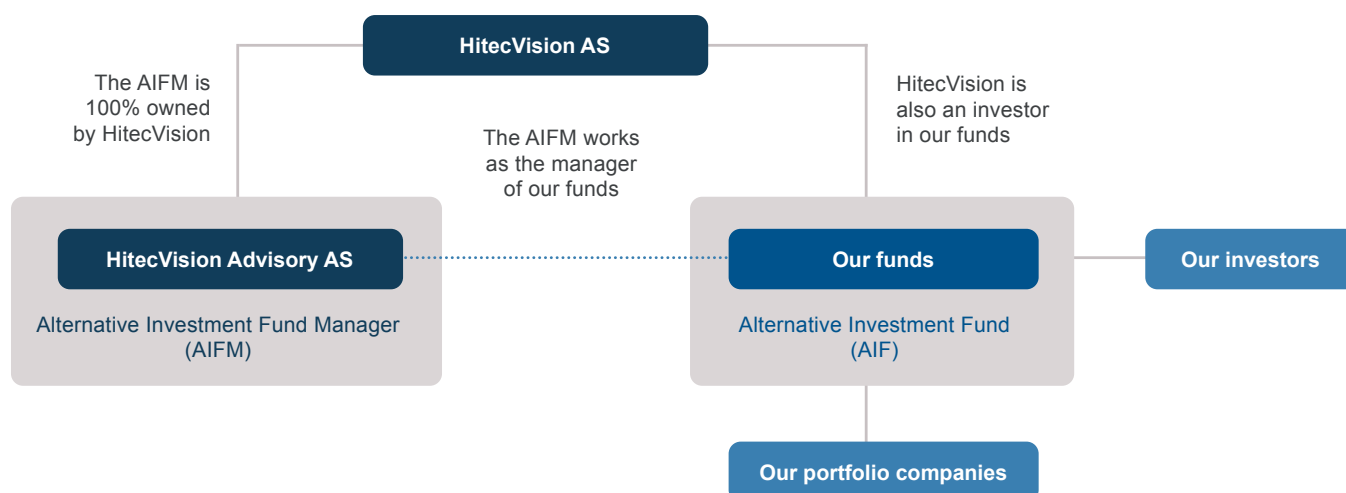 HitecVision AS
The AIFM is
100% owned
by HitecVision
HitecVision is
also an investor
in our funds
The AIFM works
as the manager
of our funds
HitecVision Advisory AS
Our funds
Our investors
Alternative Investment Fund Manager
(AIFM)
Alternative Investment Fund
(AIF)
Our portfolio companies